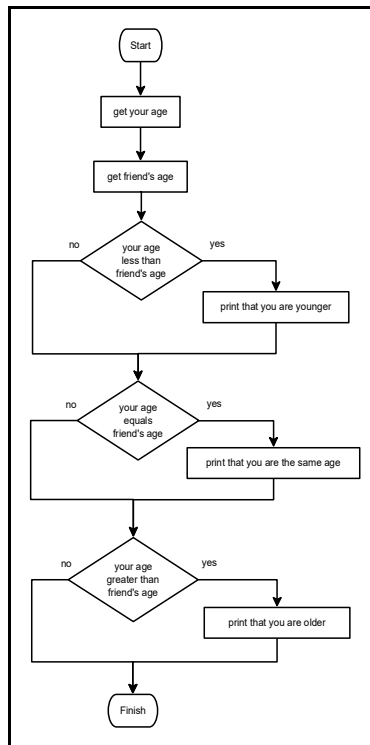 Start
get your age
get friend's age
no
yes
your age
less than
friend's age
print that you are younger
no
yes
your age
equals
friend's age
print that you are the same age
no
yes
your age
greater than
friend's age
print that you are older
Finish